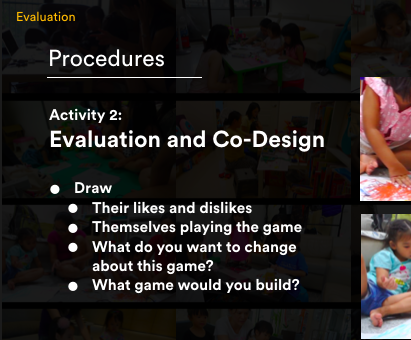 Evaluation
Procedures
Activity 2:
Evaluation and Co-Design
● Draw
● Their likes and dislikes
● Themselves playing the game
● What do you want to change
about this game?
● What game would you build?